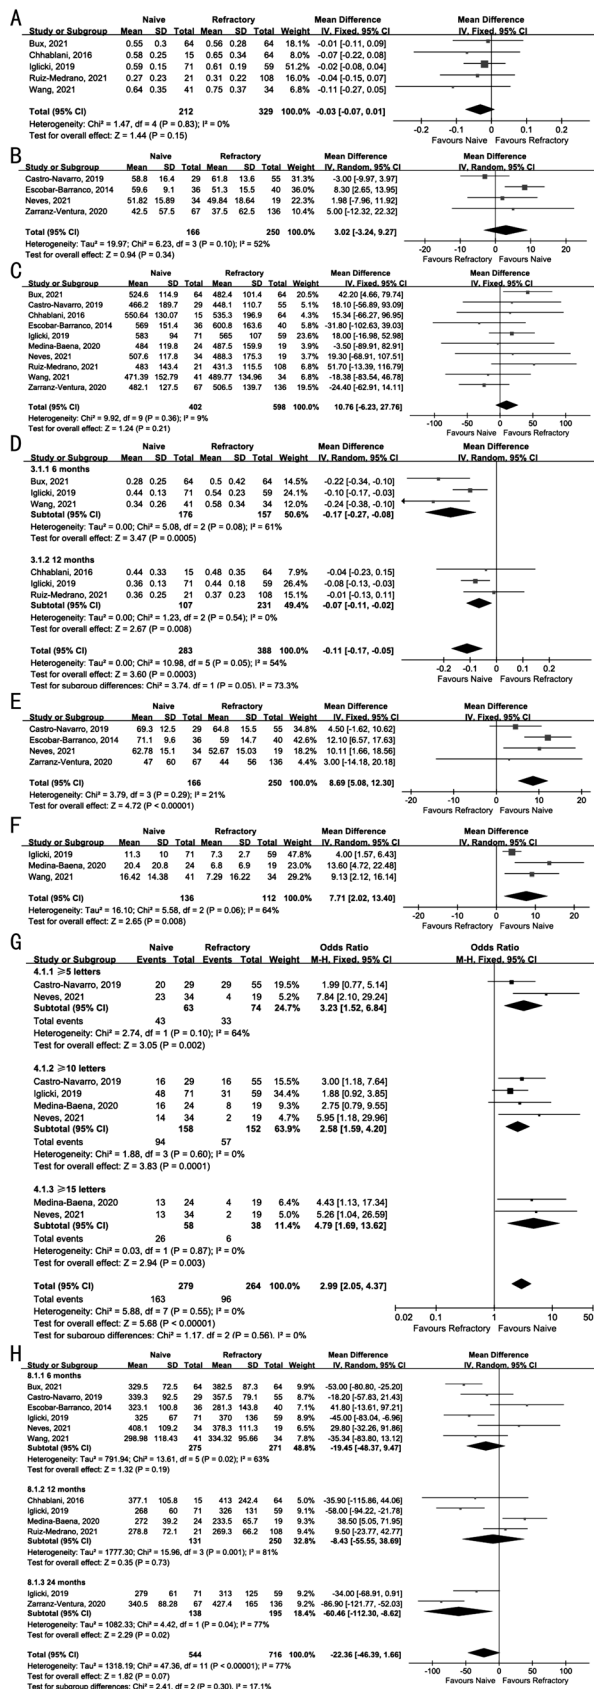 A
Naive Refractory Mean Difference Mean Difference
Study or Subgroup Mean SD Total Mean SD Total Weight IV, Fixed, 95% CI IV, Fixed, 95% CI
Bux, 2021 0.55 0.3 64 0.56 0.28 64 18.1% -0.01 [-0.11, 0.09]
Chhablani, 2016 0.58 0.25 15 0.65 0.34 64 7.2% -0.07 [-0.22, 0.08]
Iglicki, 2019 0.59 0.15 71 0.61 0.19 59 46.4% -0.02 [-0.08, 0.04]
Ruiz-Medrano, 2021 0.27 0.23 21 0.31 0.22 108 14.6% -0.04 [-0.15, 0.07]
Wang, 2021 0.64 0.35 41 0.75 0.37 34 -0.11 [-0.27, 0.05]
Total (95% CI) 212 329 100.0% -0.03 [-0.07, 0.01]
Heterogeneity: Chi² = 1.47, df = 4 (P = 0.83); I² = 0%
Test for overall effect: Z = 1.44 (P = 0.15)
-0.2 -0.1 0 0.1 0.2
Favours Naive Favours Refractory
B
Naive Refractory Mean Difference Mean Difference
Study or Subgroup Mean SD Total Mean SD Total Weight IV, Random, 95% CI IV, Random, 95% CI
Castro-Navarro, 2019 58.8 16.4 29 61.8 13.6 55 31.3% -3.00 [-9.97, 3.97]
Escobar-Barranco, 2014 59.6 9.1 36 51.3 15.5 40 36.0% 8.30 [2.65, 13.95]
Neves, 2021 51.82 15.89 34 49.84 18.64 19 22.1% 1.98 [-7.96, 11.92]
Zarranz-Ventura, 2020 42.5 57.5 67 37.5 62.5 136 5.00 [-12.32, 22.32]
Total (95% CI) 166 250 100.0% 3.02 [-3.24, 9.27]
Heterogeneity: Tau² = 19.97; Chi² = 6.23, df = 3 (P = 0.10); I² = 52%
Test for overall effect: Z = 0.94 (P = 0.34)
-20 -10 0 10 20
Favours Refractory Favours Naive
C
Naive Refractory Mean Difference Mean Difference
Study or Subgroup Mean SD Total Mean SD Total Weight IV, Fixed, 95% CI IV, Fixed, 95% CI
Bux, 2021 524.6 114.9 64 482.4 101.4 64 20.5% 42.20 [4.66, 79.74]
Castro-Navarro, 2019 466.2 189.7 29 448.1 110.7 55 18.10 [-56.89, 93.09]
Chhablani, 2016 550.64 130.07 15 535.3 196.9 64 15.34 [-66.27, 96.95]
Escobar-Barranco, 2014 569 151.4 36 600.8 163.6 40 -31.80 [-102.63, 39.03]
Iglicki, 2019 583 94 71 565 107 59 18.00 [-16.98, 52.98]
Medina-Baena, 2020 484 119.8 24 487.5 159.9 19 -3.50 [-89.91, 82.91]
Neves, 2021 507.6 117.8 34 488.3 175.3 19 19.30 [-68.91, 107.51]
Ruiz-Medrano, 2021 483 143.4 21 431.3 115.5 108 51.70 [-13.39, 116.79]
Wang, 2021 471.39 152.79 41 489.77 134.96 34 -18.38 [-83.54, 46.78]
Zarranz-Ventura, 2020 482.1 127.5 67 506.5 139.7 136 -24.40 [-62.91, 14.11]
Total (95% CI) 402 598 100.0% 10.76 [-6.23, 27.76]
Heterogeneity: Chi² = 9.92, df = 9 (P = 0.36); I² = 9%
Test for overall effect: Z = 1.24 (P = 0.21)
-100 -50 0 50 100
Favours Naive Favours Refractory
D
Naive Refractory Mean Difference Mean Difference
Study or Subgroup Mean SD Total Mean SD Total Weight IV, Random, 95% CI IV, Random, 95% CI
3.1.1 6 months
Bux, 2021 0.28 0.25 64 0.5 0.42 64 14.5% -0.22 [-0.34, -0.10]
Iglicki, 2019 0.44 0.13 71 0.54 0.23 59 24.1% -0.10 [-0.17, -0.03]
Wang, 2021 0.34 0.26 41 0.58 0.34 34 12.0% -0.24 [-0.38, -0.10]
Subtotal (95% CI) 176 157 50.6% -0.17 [-0.27, -0.08]
Heterogeneity: Tau² = 0.00; Chi² = 5.08, df = 2 (P = 0.08); I² = 61%
Test for overall effect: Z = 3.47 (P = 0.0005)
3.1.2 12 months
Chhablani, 2016 0.44 0.33 15 0.48 0.35 64 7.9% -0.04 [-0.23, 0.15]
Iglicki, 2019 0.36 0.13 71 0.44 0.18 59 26.4% -0.08 [-0.13, -0.03]
Ruiz-Medrano, 2021 0.36 0.25 21 0.37 0.23 108 -0.01 [-0.13, 0.11]
Subtotal (95% CI) 107 231 49.4% -0.07 [-0.11, -0.02]
Heterogeneity: Tau² = 0.00; Chi² = 1.23, df = 2 (P = 0.54); I² = 0%
Test for overall effect: Z = 2.67 (P = 0.008)
Total (95% CI) 283 388 100.0% -0.11 [-0.17, -0.05]
Heterogeneity: Tau² = 0.00; Chi² = 10.98, df = 5 (P = 0.05); I² = 54%
Test for overall effect: Z = 3.60 (P = 0.0003)
Test for subgroup differences: Chi² = 3.74, df = 1 (P = 0.05), I² = 73.3%
-0.2 -0.1 0 0.1 0.2
Favours Naive Favours Refractory
E
Naive Refractory Mean Difference Mean Difference
Study or Subgroup Mean SD Total Mean SD Total Weight IV, Fixed, 95% CI IV, Fixed, 95% CI
Castro-Navarro, 2019 69.3 12.5 29 64.8 15.5 55 34.8% 4.50 [-1.62, 10.62]
Escobar-Barranco, 2014 71.1 9.6 36 59 14.7 40 42.6% 12.10 [6.57, 17.63]
Neves, 2021 62.78 15.1 34 52.67 15.03 19 18.2% 10.11 [1.66, 18.56]
Zarranz-Ventura, 2020 47 60 67 44 56 136 3.00 [-14.18, 20.18]
Total (95% CI) 166 250 100.0% 8.69 [5.08, 12.30]
Heterogeneity: Chi² = 3.79, df = 3 (P = 0.29); I² = 21%
Test for overall effect: Z = 4.72 (P < 0.00001)
-20 -10 0 10 20
Favours Refractory Favours Naive
F
Naive Refractory Mean Difference Mean Difference
Study or Subgroup Mean SD Total Mean SD Total Weight IV, Random, 95% CI IV, Random, 95% CI
Iglicki, 2019 11.3 10 71 7.3 2.7 59 47.8% 4.00 [1.57, 6.43]
Medina-Baena, 2020 20.4 20.8 24 6.8 6.9 19 13.60 [4.72, 22.48]
Wang, 2021 16.42 14.38 41 7.29 16.22 34 9.13 [2.12, 16.14]
Total (95% CI) 136 112 100.0% 7.71 [2.02, 13.40]
Heterogeneity: Tau² = 16.10; Chi² = 5.58, df = 2 (P = 0.06); I² = 64%
Test for overall effect: Z = 2.65 (P = 0.008)
-20 -10 0 10 20
Favours Refractory Favours Naive
G
Naive Refractory Odds Ratio Odds Ratio
Study or Subgroup Events Total Events Total Weight M-H, Fixed, 95% CI M-H, Fixed, 95% CI
4.1.1 ≥5 letters
Castro-Navarro, 2019 20 29 29 55 19.5% 1.99 [0.77, 5.14]
Neves, 2021 23 34 4 19 5.2% 7.84 [2.10, 29.24]
Subtotal (95% CI) 63 74 24.7% 3.23 [1.52, 6.84]
Total events 43 33
Heterogeneity: Chi² = 2.74, df = 1 (P = 0.10); I² = 64%
Test for overall effect: Z = 3.05 (P = 0.002)
4.1.2 ≥10 letters
Castro-Navarro, 2019 16 29 16 55 15.5% 3.00 [1.18, 7.64]
Iglicki, 2019 48 71 31 59 34.4% 1.88 [0.92, 3.85]
Medina-Baena, 2020 16 24 8 19 9.3% 2.75 [0.79, 9.55]
Neves, 2021 14 34 2 19 4.7% 5.95 [1.18, 29.96]
Subtotal (95% CI) 158 152 63.9% 2.58 [1.59, 4.20]
Total events 94 57
Heterogeneity: Chi² = 1.88, df = 3 (P = 0.60); I² = 0%
Test for overall effect: Z = 3.83 (P = 0.0001)
4.1.3 ≥15 letters
Medina-Baena, 2020 13 24 4 19 6.4% 4.43 [1.13, 17.34]
Neves, 2021 13 34 2 19 5.0% 5.26 [1.04, 26.59]
Subtotal (95% CI) 58 38 11.4% 4.79 [1.69, 13.62]
Total events 26 6
Heterogeneity: Chi² = 0.03, df = 1 (P = 0.87); I² = 0%
Test for overall effect: Z = 2.94 (P = 0.003)
Total (95% CI) 279 264 100.0% 2.99 [2.05, 4.37]
Total events 163 96
Heterogeneity: Chi² = 5.88, df = 7 (P = 0.55); I² = 0%
Test for overall effect: Z = 5.68 (P < 0.00001)
Test for subgroup differences: Chi² = 1.17, df = 2 (P = 0.56), I² = 0%
0.02 0.1 1 10 50
Favours Refractory Favours Naive
H
Naive Refractory Mean Difference Mean Difference
Study or Subgroup Mean SD Total Mean SD Total Weight IV, Random, 95% CI IV, Random, 95% CI
8.1.1 6 months
Bux, 2021 329.5 72.5 64 382.5 87.3 64 -53.00 [-80.80, -25.20]
Castro-Navarro, 2019 339.3 92.5 29 357.5 79.1 55 -18.20 [-57.83, 21.43]
Escobar-Barranco, 2014 323.1 100.8 36 281.3 143.8 40 41.80 [-13.61, 97.21]
Iglicki, 2019 325 67 71 370 136 59 -45.00 [-83.04, -6.96]
Neves, 2021 408.1 109.2 34 378.3 111.3 19 29.80 [-32.26, 91.86]
Wang, 2021 298.98 118.43 41 334.32 95.66 34 -35.34 [-83.80, 13.12]
Subtotal (95% CI) 275 271 48.8% -19.45 [-48.37, 9.47]
Heterogeneity: Tau² = 791.94; Chi² = 13.61, df = 5 (P = 0.02); I² = 63%
Test for overall effect: Z = 1.32 (P = 0.19)
8.1.2 12 months
Chhablani, 2016 377.1 105.8 15 413 242.4 64 -35.90 [-115.86, 44.06]
Iglicki, 2019 268 60 71 326 131 59 -58.00 [-94.22, -21.78]
Medina-Baena, 2020 272 39.2 24 233.5 65.7 19 38.50 [5.05, 71.95]
Ruiz-Medrano, 2021 278.8 72.1 21 269.3 66.2 108 9.50 [-23.77, 42.77]
Subtotal (95% CI) 131 250 32.8% -8.43 [-55.55, 38.69]
Heterogeneity: Tau² = 1777.30; Chi² = 15.96, df = 3 (P = 0.001); I² = 81%
Test for overall effect: Z = 0.35 (P = 0.73)
8.1.3 24 months
Iglicki, 2019 279 61 71 313 125 59 -34.00 [-68.91, 0.91]
Zarranz-Ventura, 2020 340.5 88.28 67 427.4 165 136 -86.90 [-121.77, -52.03]
Subtotal (95% CI) 138 195 18.4% -60.46 [-112.30, -8.62]
Heterogeneity: Tau² = 1082.33; Chi² = 4.42, df = 1 (P = 0.04); I² = 77%
Test for overall effect: Z = 2.29 (P = 0.02)
Total (95% CI) 544 716 100.0% -22.36 [-46.39, 1.66]
Heterogeneity: Tau² = 1318.19; Chi² = 47.36, df = 11 (P < 0.00001); I² = 77%
Test for overall effect: Z = 1.82 (P = 0.07)
Test for subgroup differences: Chi² = 2.41, df = 2 (P = 0.30), I² = 17.1%
-100 -50 0 50 100
Favours Naive Favours Refractory